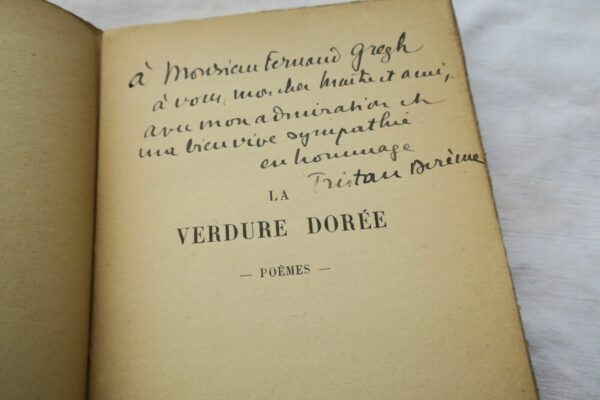 à Monsieur Fernand Gregh
à vous, mon cher Maître et ami,
avec mon admiration et
ma bien vive sympathie
en hommage
Tristan Derème
LA
VERDURE DORÉE
— POÈMES —